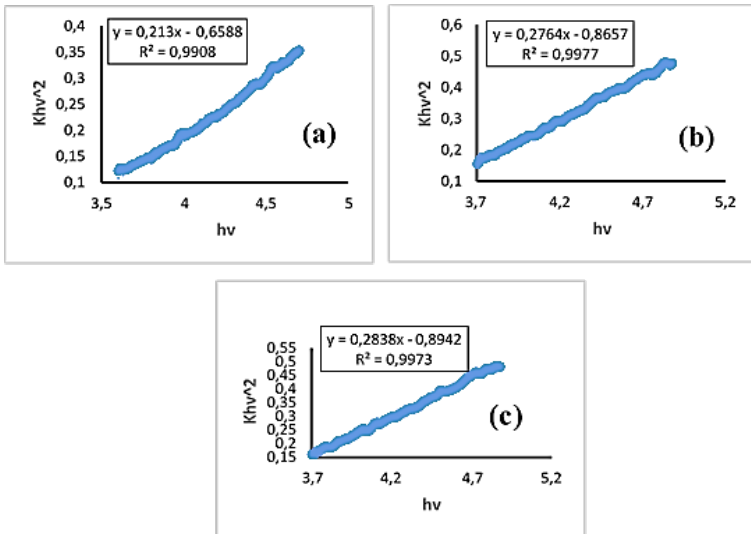 y = 0,213x - 0,6588
R² = 0,9908
0,4
0,35
0,3
0,25
0,2
0,15
0,1
Khv^2
(a)
3,5 4 4,5 5
hv
y = 0,2764x - 0,8657
R² = 0,9977
0,6
0,5
0,4
0,3
0,2
0,1
Khv^2
(b)
3,7 4,2 4,7 5,2
hv
y = 0,2838x - 0,8942
R² = 0,9973
0,55
0,5
0,45
0,4
0,35
0,3
0,25
0,2
0,15
Khv^2
(c)
3,7 4,2 4,7 5,2
hv